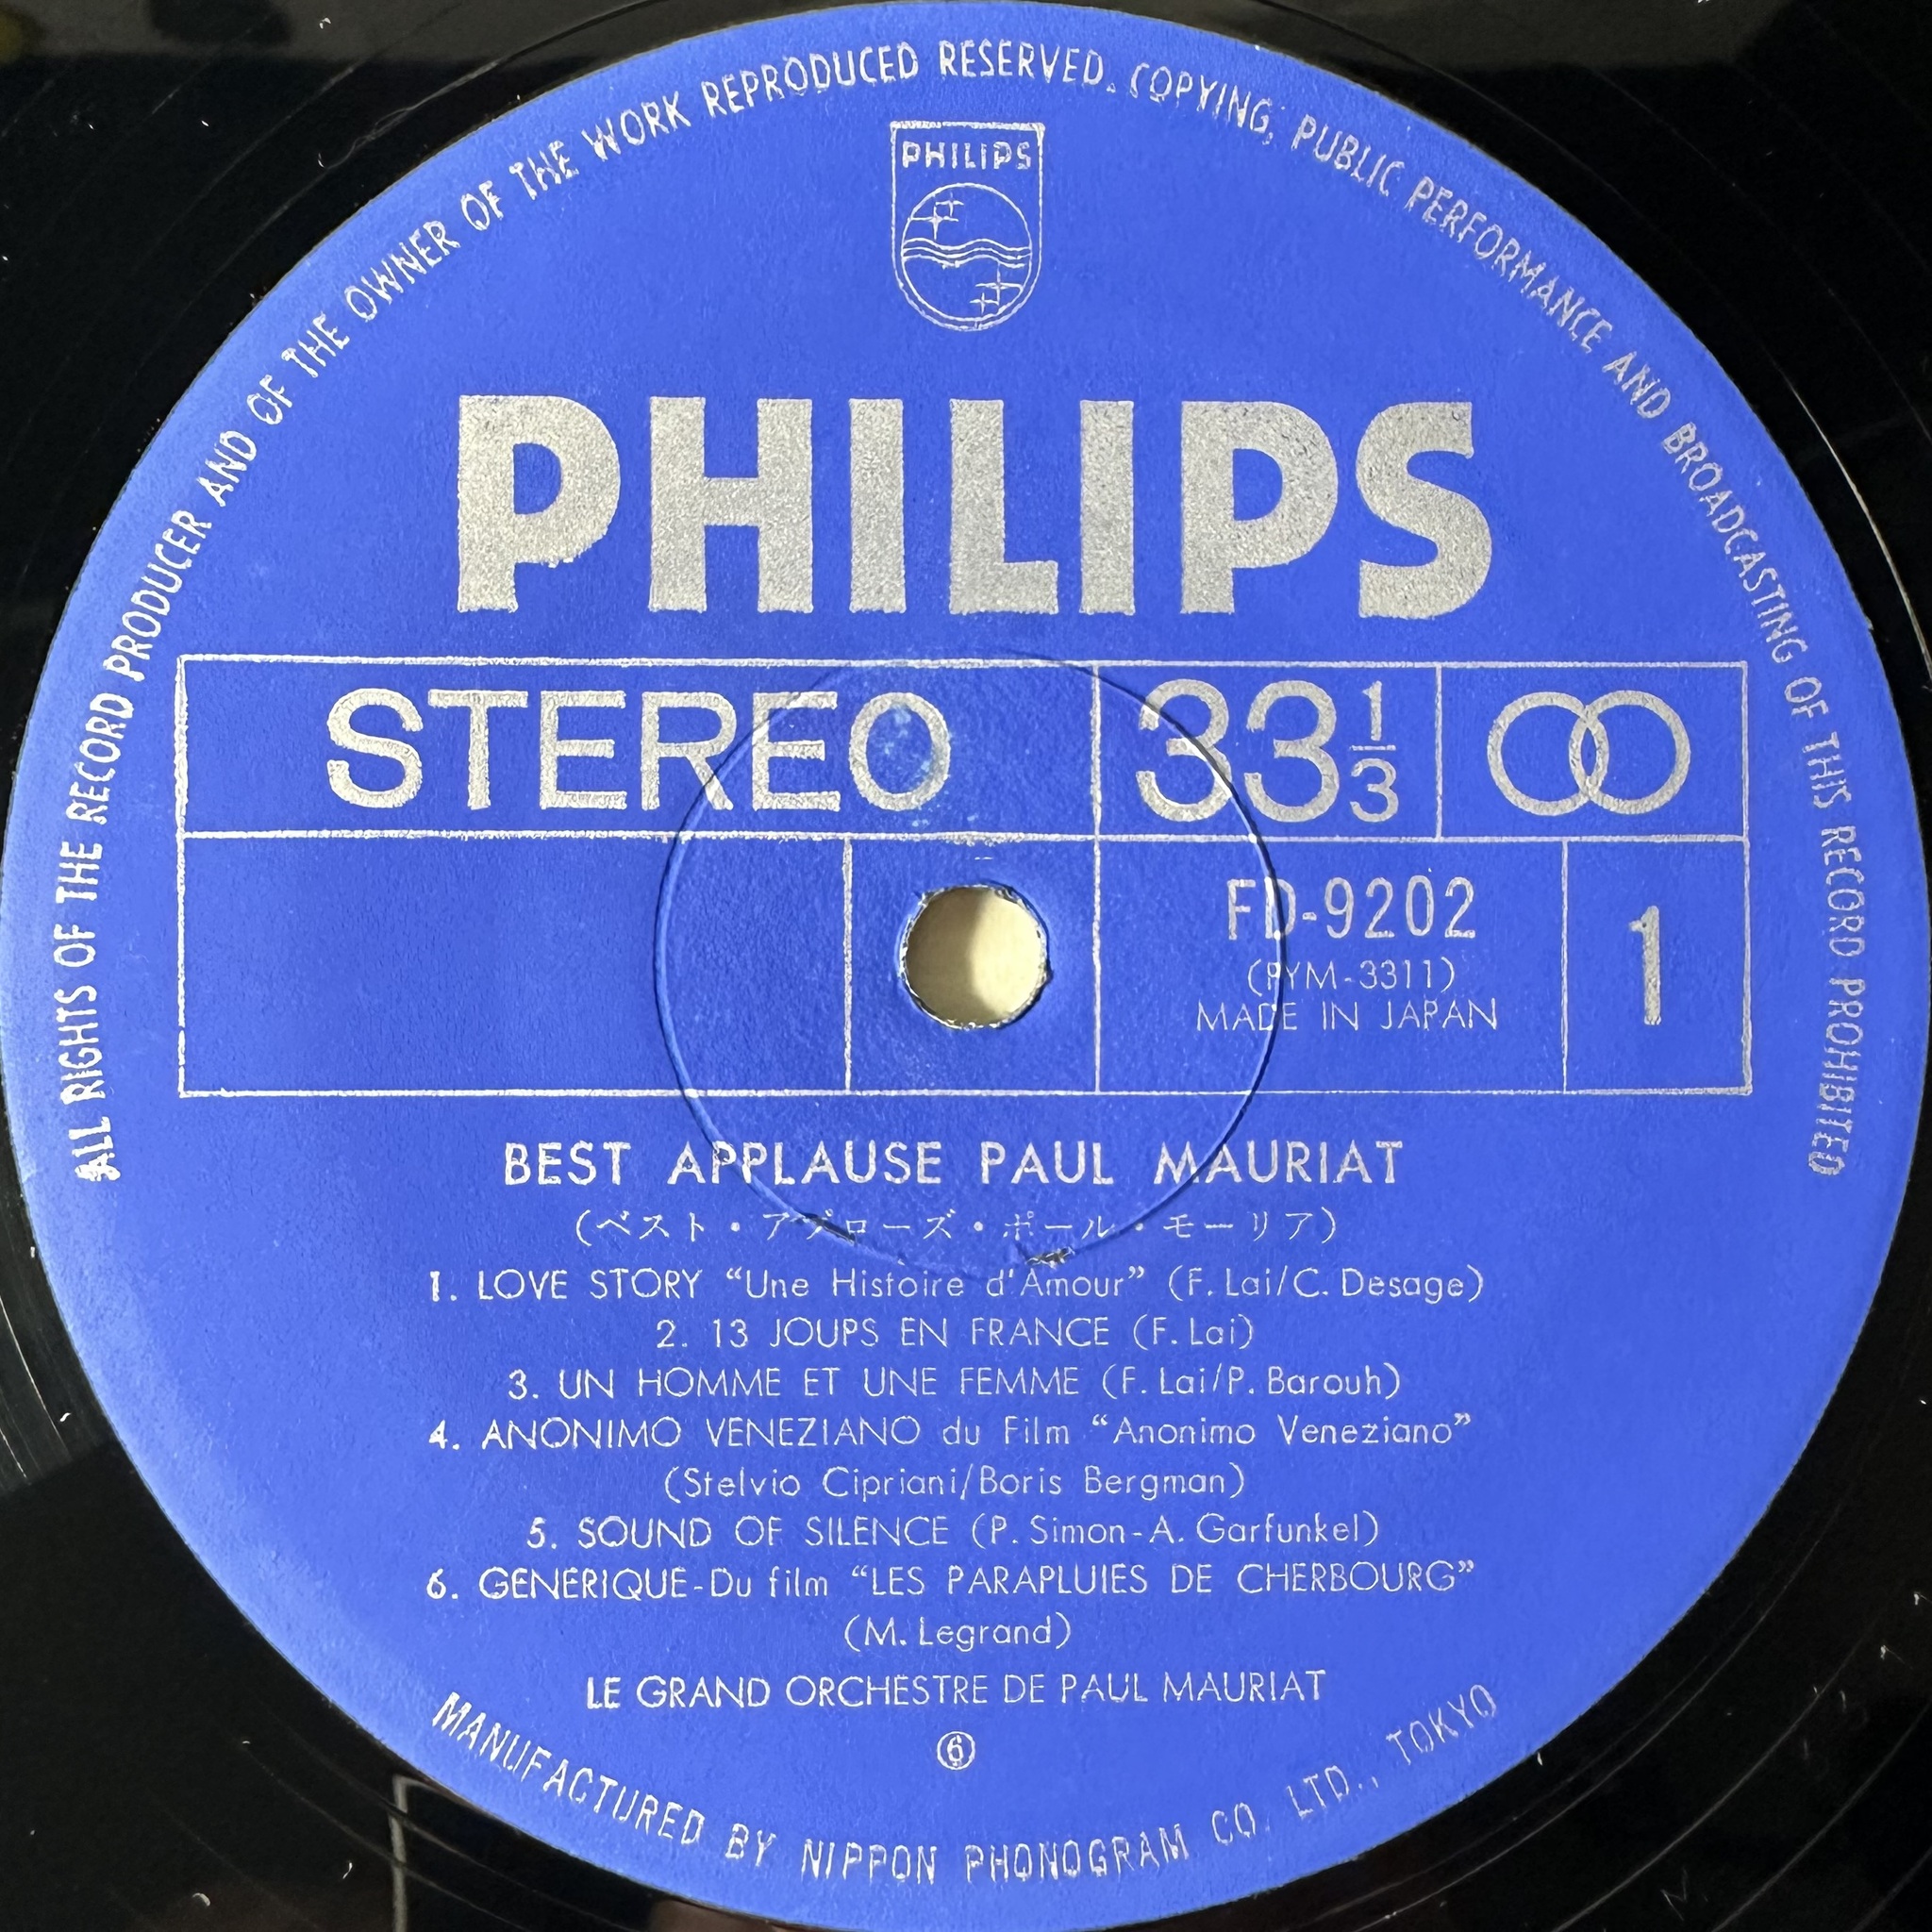 ALL RIGHTS OF THE RECORD PRODUCER AND OF THE OWNER OF THE WORK REPRODUCED RESERVED. COPYING, PUBLIC PERFORMANCE AND BROADCASTING OF THIS RECORD PROHIBITED
PHILIPS
PHILIPS
STEREO
33 1/3
FD-9202
(PYM-3311)
MADE IN JAPAN
1
BEST APPLAUSE PAUL MAURIAT
(ベスト・アプローズ・ポール・モーリア)
1. LOVE STORY “Une Histoire d'Amour” (F. Lai/C. Desage)
2. 13 JOUPS EN FRANCE (F. Lai)
3. UN HOMME ET UNE FEMME (F. Lai/P. Barouh)
4. ANONIMO VENEZIANO du Film “Anonimo Veneziano”
(Stelvio Cipriani/Boris Bergman)
5. SOUND OF SILENCE (P. Simon-A. Garfunkel)
6. GENERIQUE-Du film “LES PARAPLUIES DE CHERBOURG”
(M. Legrand)
LE GRAND ORCHESTRE DE PAUL MAURIAT
⑥
MANUFACTURED BY NIPPON PHONOGRAM CO. LTD., TOKYO